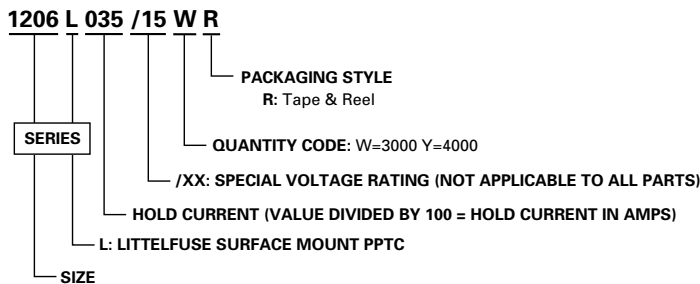 1206 L 035 /15 W R
PACKAGING STYLE
R: Tape & Reel
SERIES
QUANTITY CODE: W=3000 Y=4000
/XX: SPECIAL VOLTAGE RATING (NOT APPLICABLE TO ALL PARTS)
HOLD CURRENT (VALUE DIVIDED BY 100 = HOLD CURRENT IN AMPS)
L: LITTELFUSE SURFACE MOUNT PPTC
SIZE